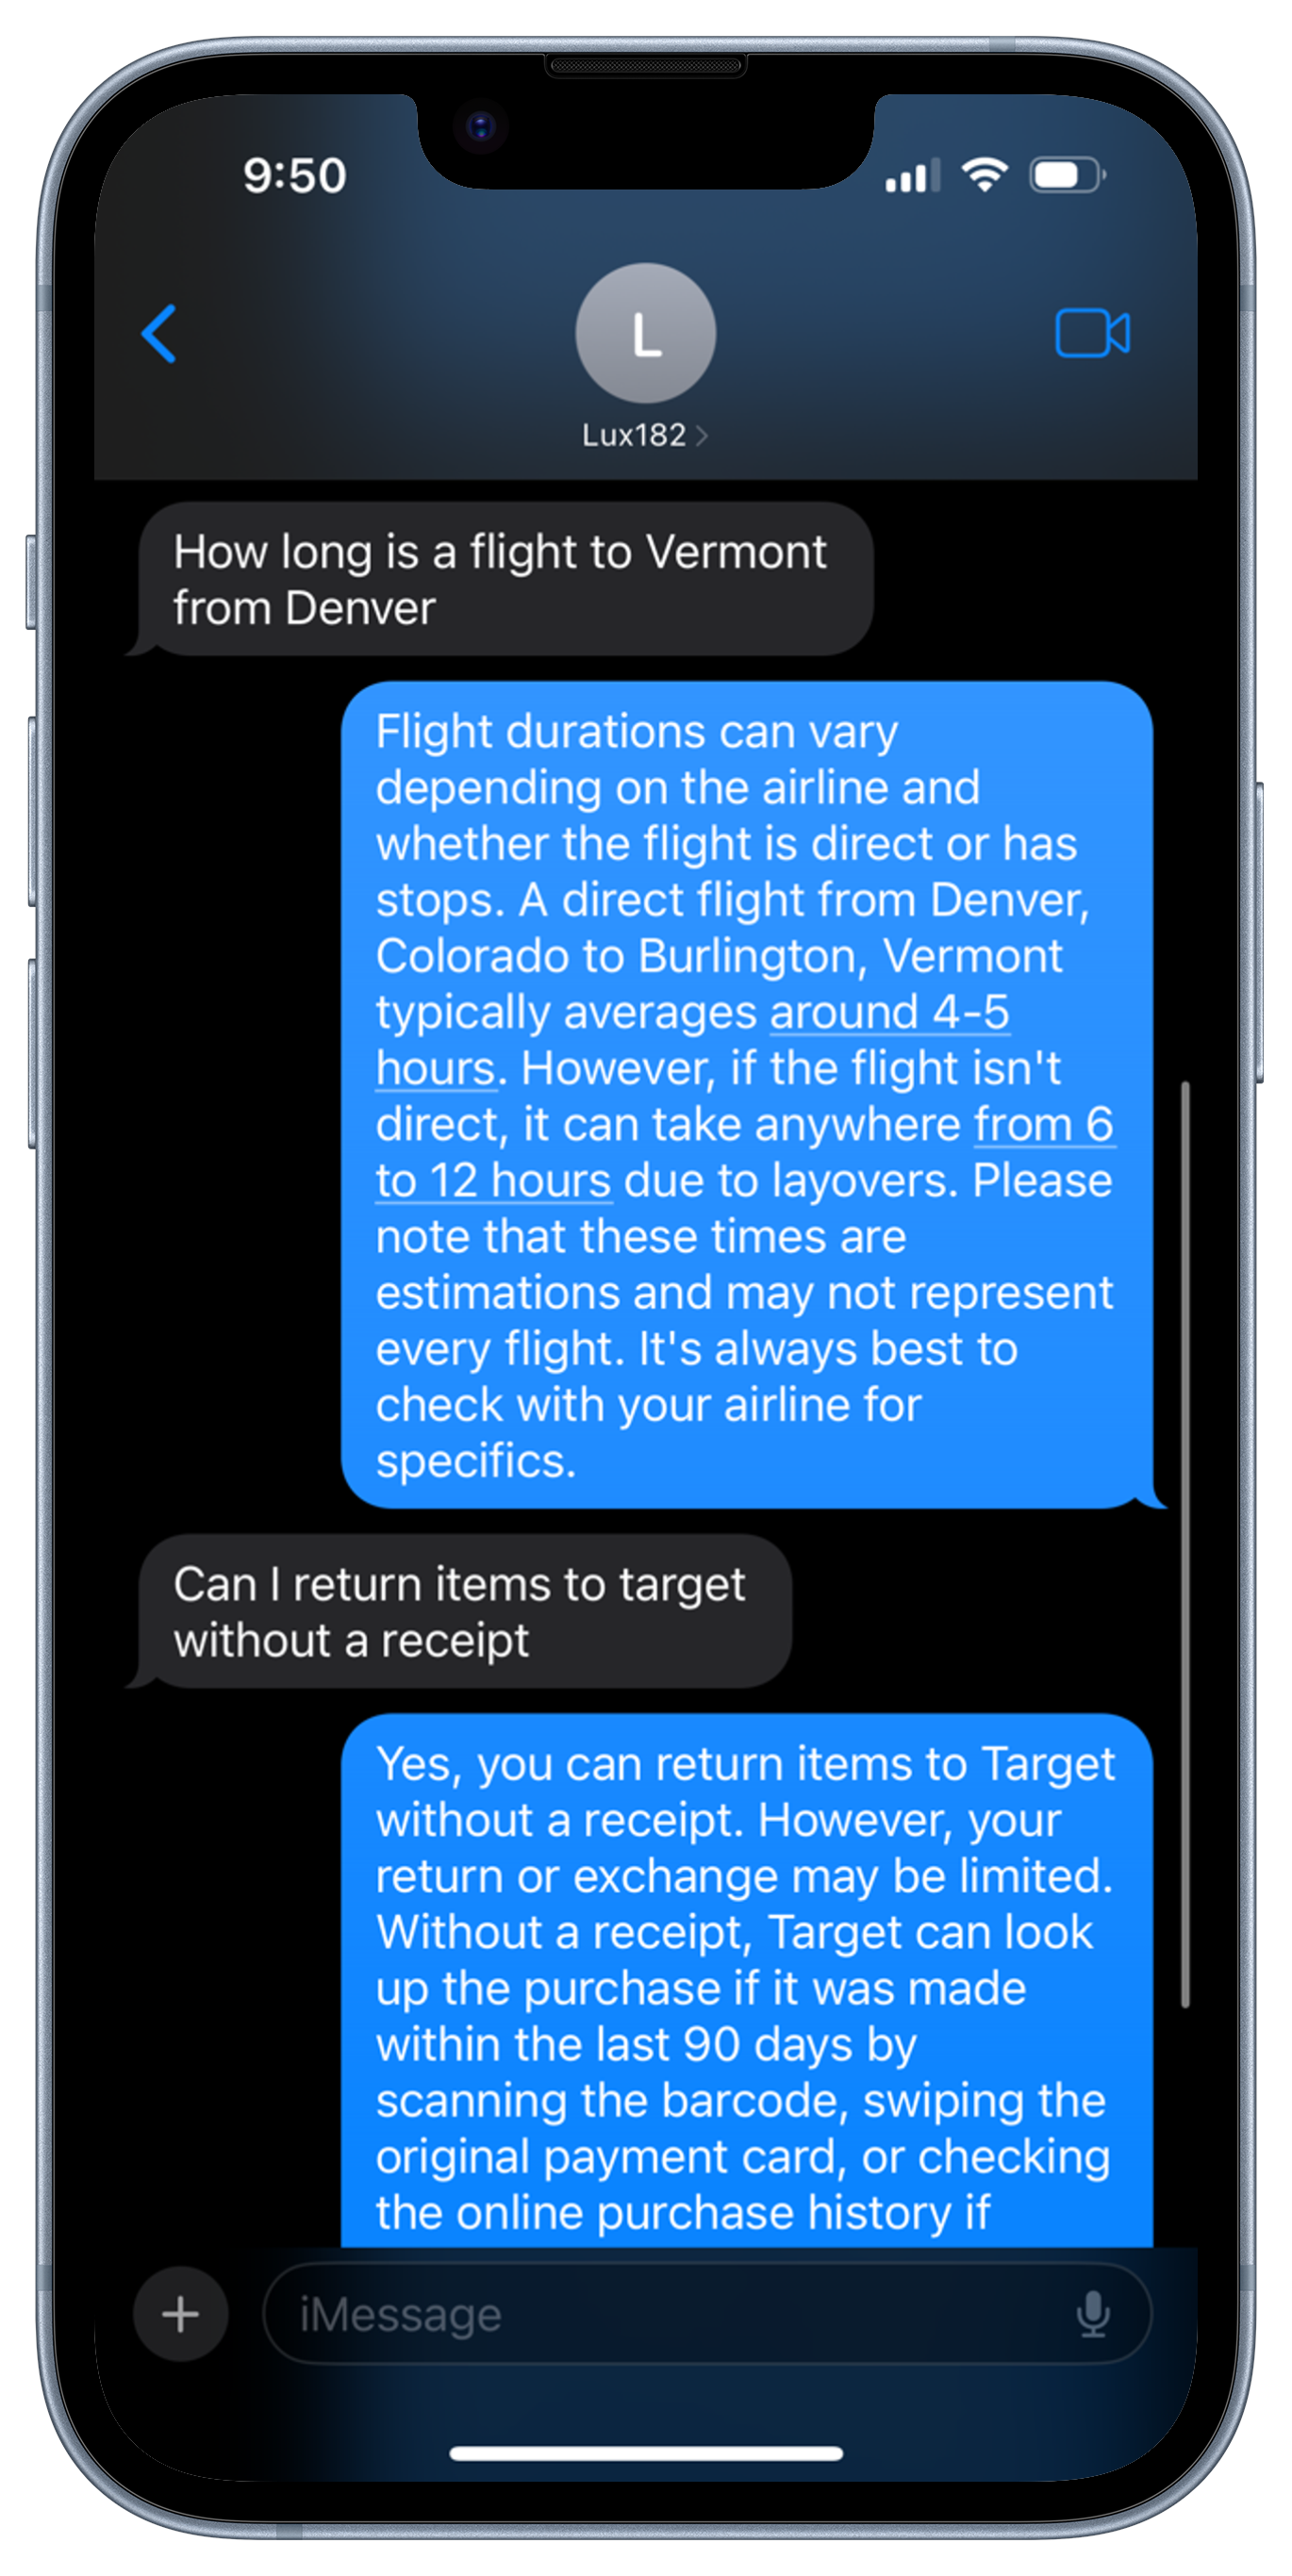 9:50
L
Lux182
How long is a flight to Vermont
from Denver
Flight durations can vary
depending on the airline and
whether the flight is direct or has
stops. A direct flight from Denver,
Colorado to Burlington, Vermont
typically averages around 4-5
hours. However, if the flight isn't
direct, it can take anywhere from 6
to 12 hours due to layovers. Please
note that these times are
estimations and may not represent
every flight. It's always best to
check with your airline for
specifics.
Can I return items to target
without a receipt
Yes, you can return items to Target
without a receipt. However, your
return or exchange may be limited.
Without a receipt, Target can look
up the purchase if it was made
within the last 90 days by
scanning the barcode, swiping the
original payment card, or checking
the online purchase history if
iMessage